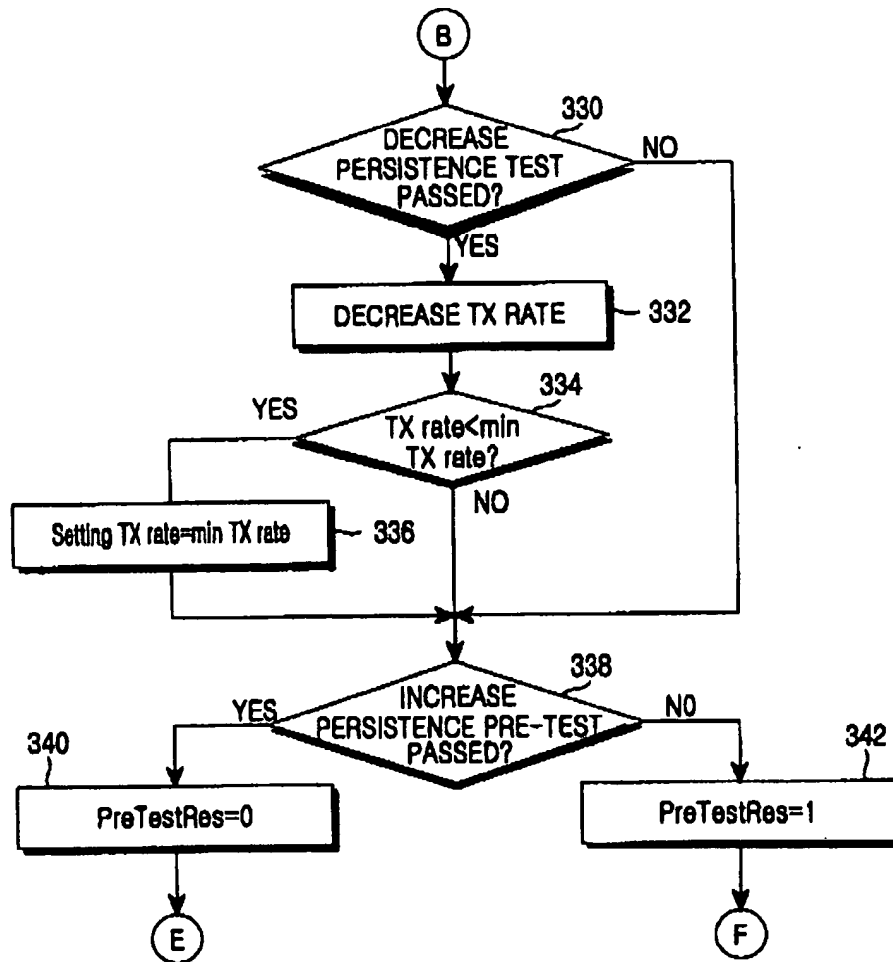 B
330
DECREASE
PERSISTENCE TEST
PASSED?
NO
YES
DECREASE TX RATE
332
334
YES
TX rate<min
TX rate?
NO
Setting TX rate=min TX rate
336
338
INCREASE
PERSISTENCE PRE-TEST
PASSED?
YES
NO
340
342
PreTestRes=0
PreTestRes=1
E
F